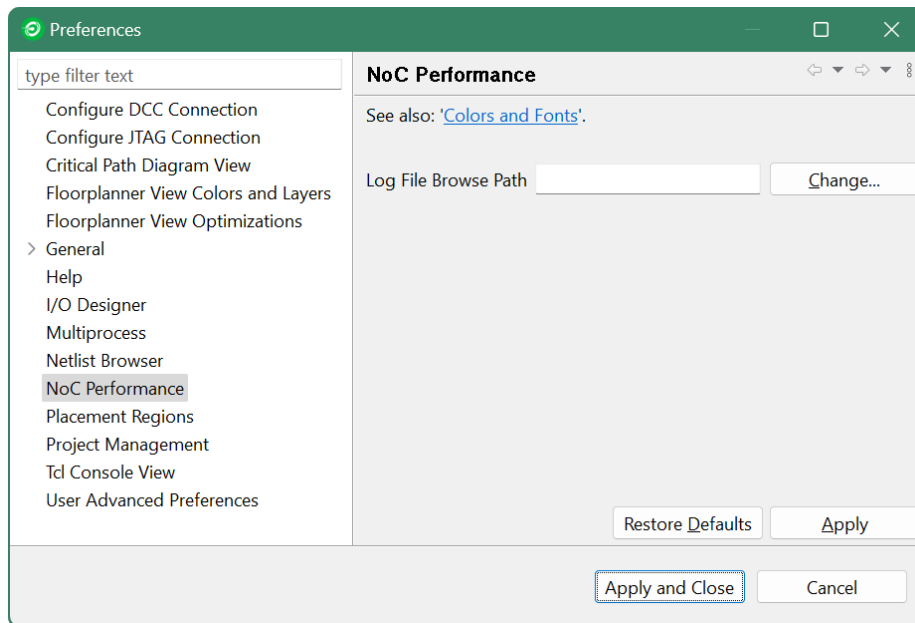 Preferences
type filter text
Configure DCC Connection
Configure JTAG Connection
Critical Path Diagram View
Floorplanner View Colors and Layers
Floorplanner View Optimizations
General
Help
I/O Designer
Multiprocess
Netlist Browser
NoC Performance
Placement Regions
Project Management
Tcl Console View
User Advanced Preferences
NoC Performance
See also: 'Colors and Fonts'.
Log File Browse Path
Change...
Restore Defaults
Apply
Apply and Close
Cancel